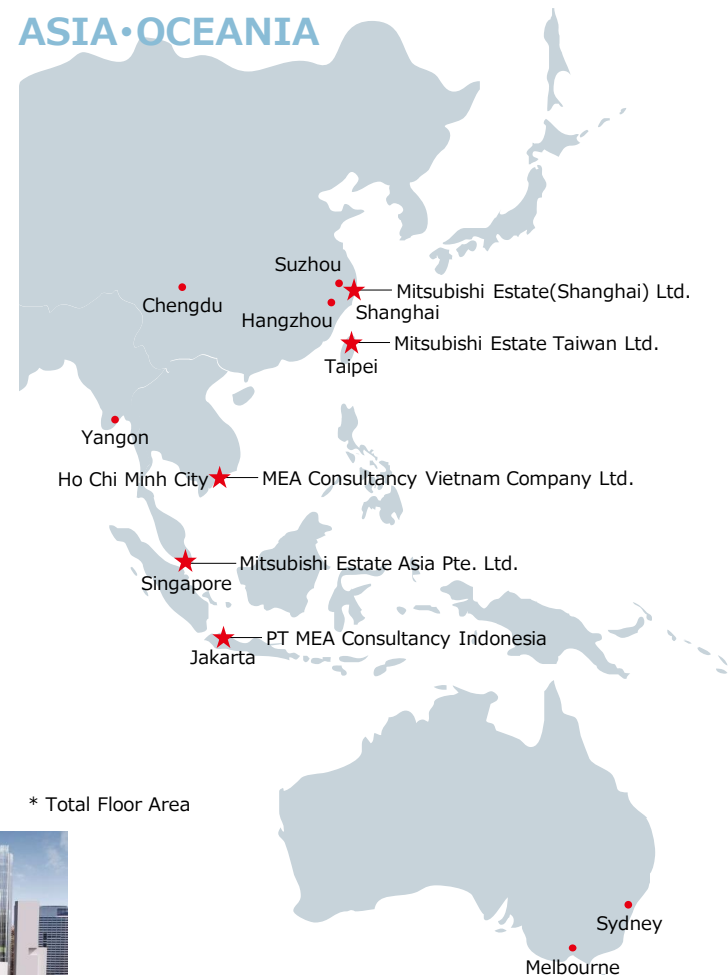 ASIA・OCEANIA
Suzhou
Chengdu
Mitsubishi Estate(Shanghai) Ltd.
Hangzhou
Shanghai
Mitsubishi Estate Taiwan Ltd.
Taipei
Yangon
Ho Chi Minh City
MEA Consultancy Vietnam Company Ltd.
Mitsubishi Estate Asia Pte. Ltd.
Singapore
PT MEA Consultancy Indonesia
Jakarta
* Total Floor Area
Sydney
Melbourne